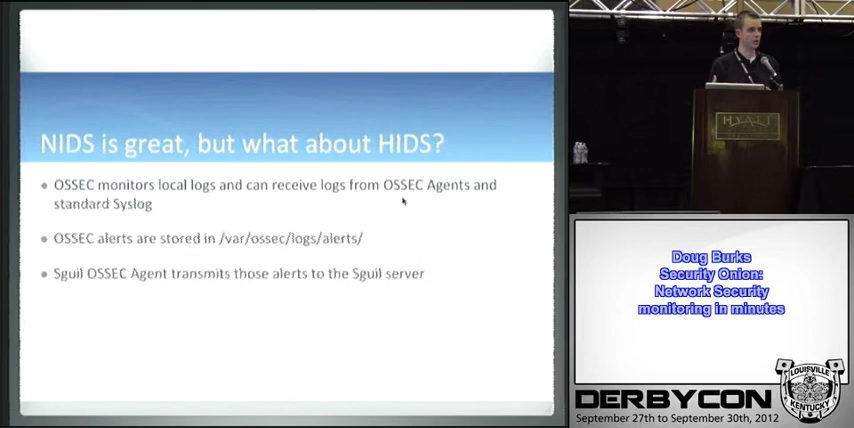 NIDS is great, but what about HIDS?
OSSEC monitors local logs and can receive logs from OSSEC Agents and
standard Syslog
OSSEC alerts are stored in /var/ossec/logs/alerts/
Sguil OSSEC Agent transmits those alerts to the Sguil server
HYATT
Doug Burks
Security Onion:
Network Security
monitoring in minutes
LOUISVILLE
KENTUCKY
DERBYCON
September 27th to September 30th, 2012